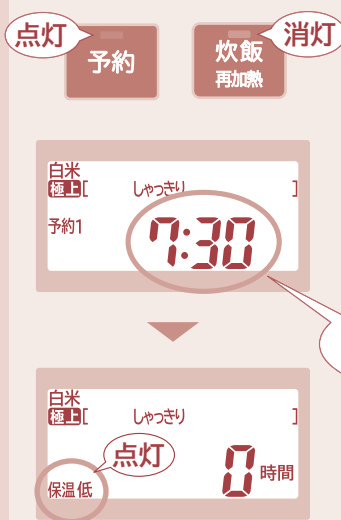 点灯
予約
炊飯
再加熱
消灯
白米
極上[ しゃっきり ]
予約1
7:30
白米
極上[ しゃっきり ]
点灯
保温低
0時間